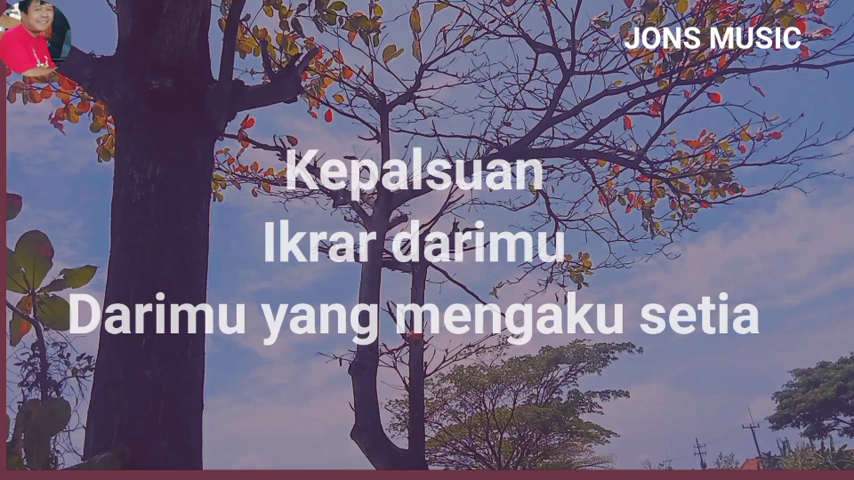 JONS MUSIC
Kepalsuan
Ikrar darimu
Darimu yang mengaku setia